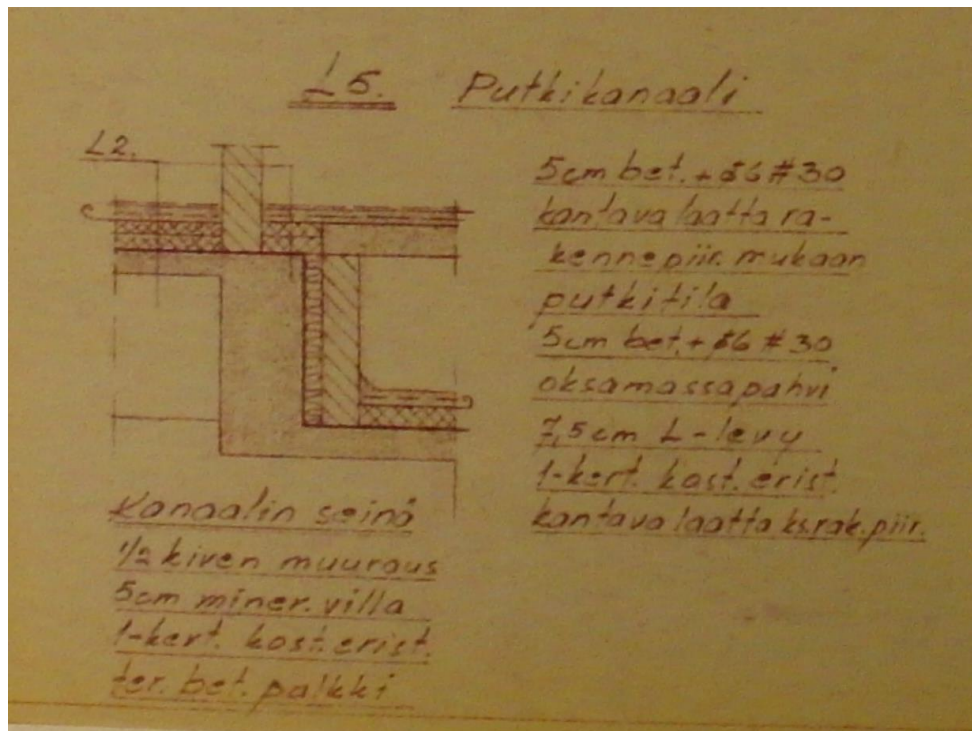 L5. Putkikanaali
L2.
5cm bet. + ø6 # 30
kantava laatta ra-
kennepiir. mukaan
putkitila
5cm bet. + ø6 # 30
oksamassapahvi
7,5cm L-levy
1-kert. kost. erist.
kantava laatta ks.rak.piir.
Kanaalin seinä
1/2 kiven muuraus
5cm miner. villa
1-kert. kost. erist.
ter. bet. palkki